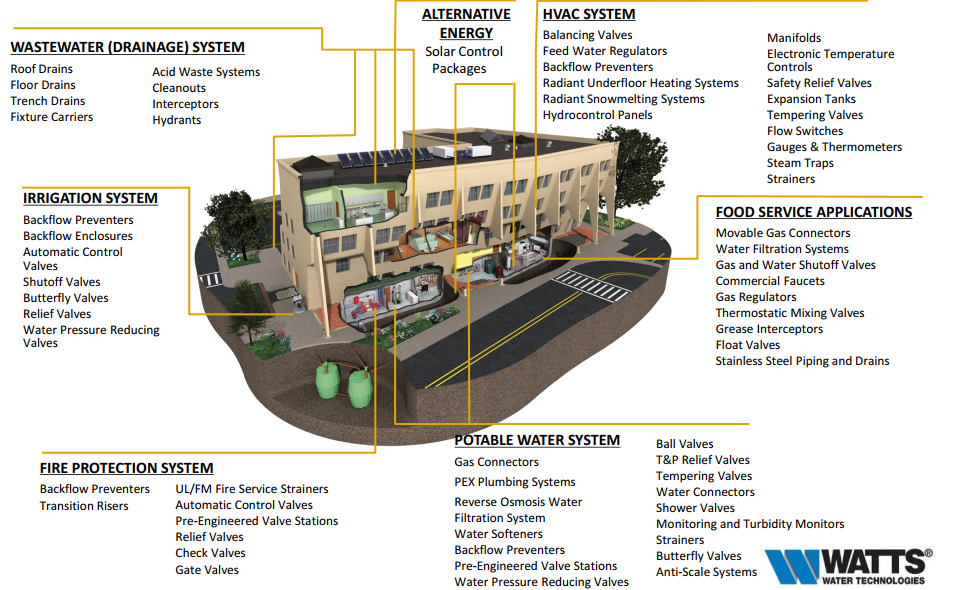 WASTEWATER (DRAINAGE) SYSTEM
Roof Drains
Floor Drains
Trench Drains
Fixture Carriers
Acid Waste Systems
Cleanouts
Interceptors
Hydrants
ALTERNATIVE
ENERGY
Solar Control
Packages
HVAC SYSTEM
Balancing Valves
Feed Water Regulators
Backflow Preventers
Radiant Underfloor Heating Systems
Radiant Snowmelting Systems
Hydrocontrol Panels
Manifolds
Electronic Temperature
Controls
Safety Relief Valves
Expansion Tanks
Tempering Valves
Flow Switches
Gauges & Thermometers
Steam Traps
Strainers
IRRIGATION SYSTEM
Backflow Preventers
Backflow Enclosures
Automatic Control
Valves
Shutoff Valves
Butterfly Valves
Relief Valves
Water Pressure Reducing
Valves
FOOD SERVICE APPLICATIONS
Movable Gas Connectors
Water Filtration Systems
Gas and Water Shutoff Valves
Commercial Faucets
Gas Regulators
Thermostatic Mixing Valves
Grease Interceptors
Float Valves
Stainless Steel Piping and Drains
FIRE PROTECTION SYSTEM
Backflow Preventers
Transition Risers
UL/FM Fire Service Strainers
Automatic Control Valves
Pre-Engineered Valve Stations
Relief Valves
Check Valves
Gate Valves
POTABLE WATER SYSTEM
Gas Connectors
PEX Plumbing Systems
Reverse Osmosis Water
Filtration System
Water Softeners
Backflow Preventers
Pre-Engineered Valve Stations
Water Pressure Reducing Valves
Ball Valves
T&P Relief Valves
Tempering Valves
Water Connectors
Shower Valves
Monitoring and Turbidity Monitors
Strainers
Butterfly Valves
Anti-Scale Systems
WATTS®
WATER TECHNOLOGIES